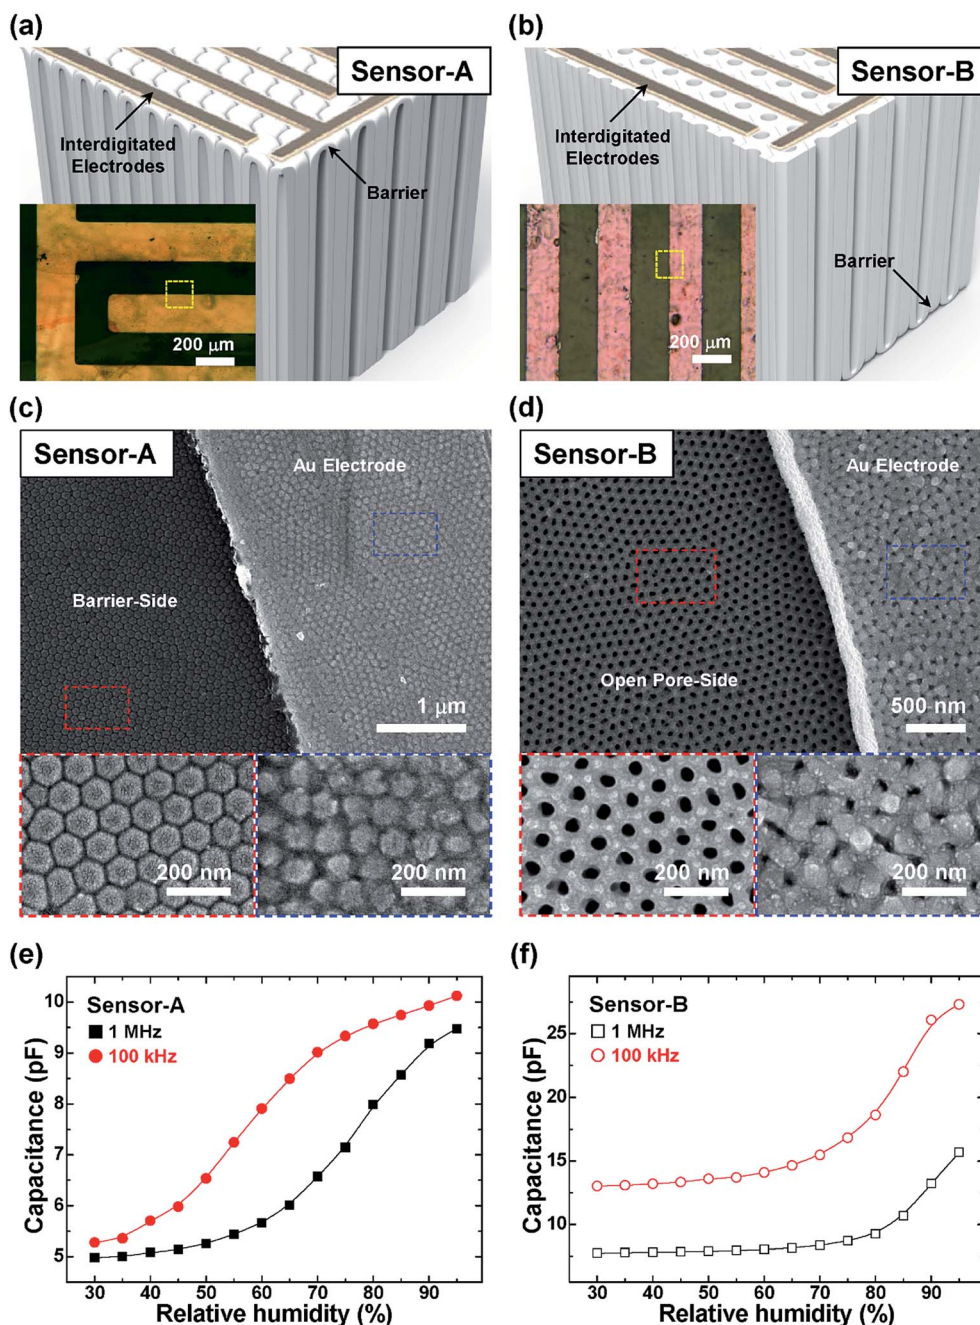 (a)
Sensor-A
Interdigitated
Electrodes
Barrier
200 μm
(b)
Sensor-B
Interdigitated
Electrodes
Barrier
200 μm
(c)
Sensor-A
Au Electrode
Barrier-Side
1 μm
200 nm
200 nm
(d)
Sensor-B
Au Electrode
Open Pore-Side
500 nm
200 nm
200 nm
(e)
Sensor-A
1 MHz
100 kHz
Capacitance (pF)
10
9
8
7
6
5
30 40 50 60 70 80 90
Relative humidity (%)
(f)
Sensor-B
1 MHz
100 kHz
Capacitance (pF)
25
20
15
10
30 40 50 60 70 80 90
Relative humidity (%)